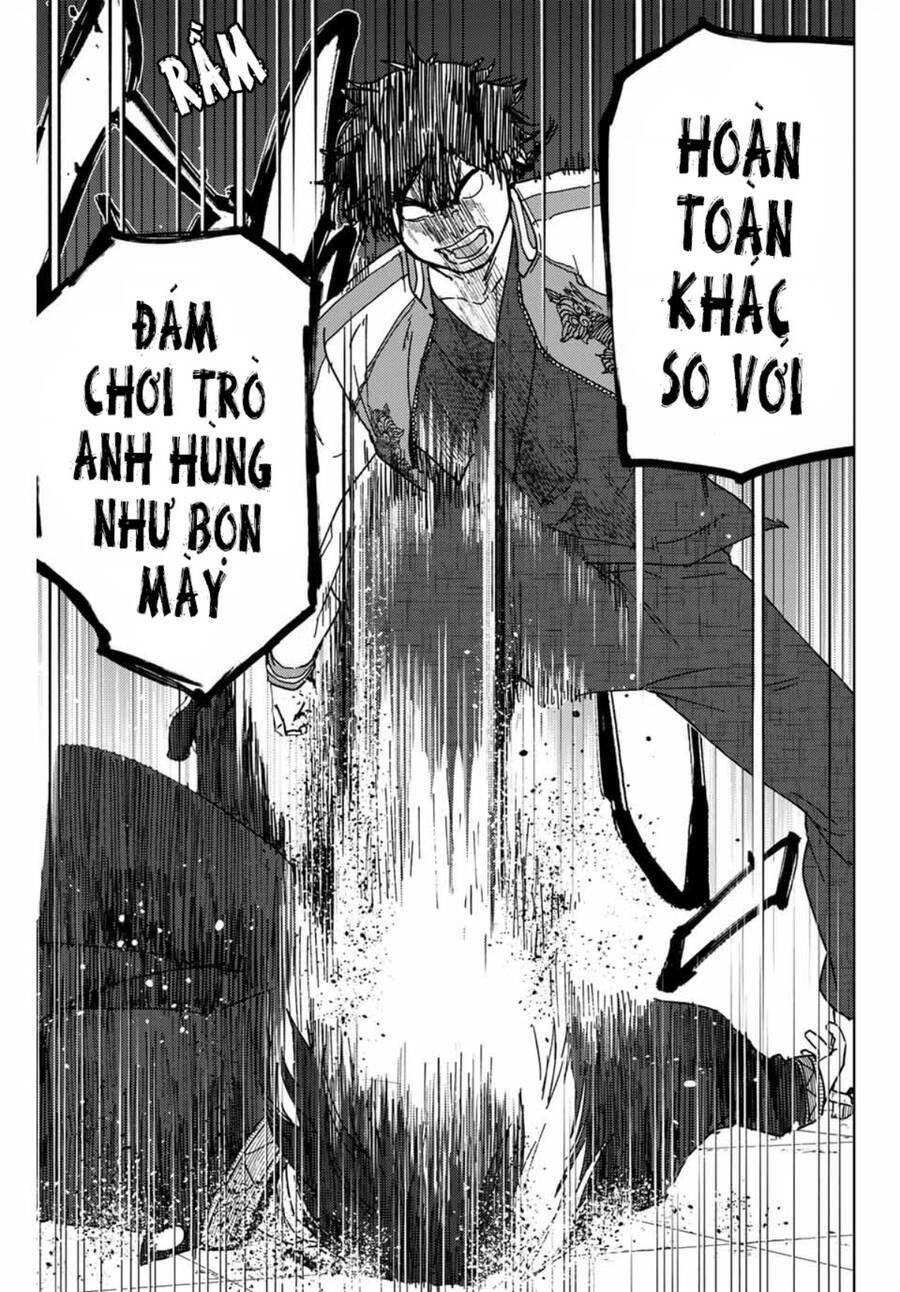 RẦM
HOÀN
TOÀN
KHÁC
SO VỚI
ĐÁM
CHƠI TRÒ
ANH HÙNG
NHƯ BỌN
MÀY